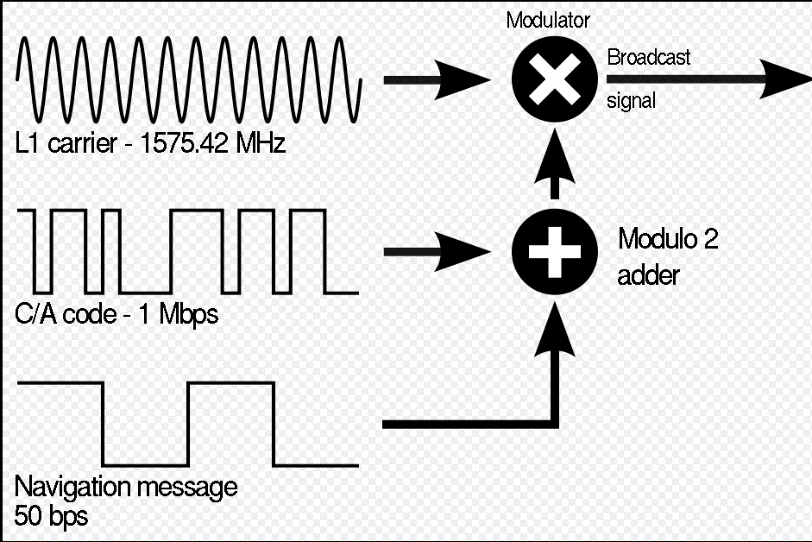 Modulator
Broadcast
signal
L1 carrier - 1575.42 MHz
Modulo 2
adder
C/A code - 1 Mbps
Navigation message
50 bps